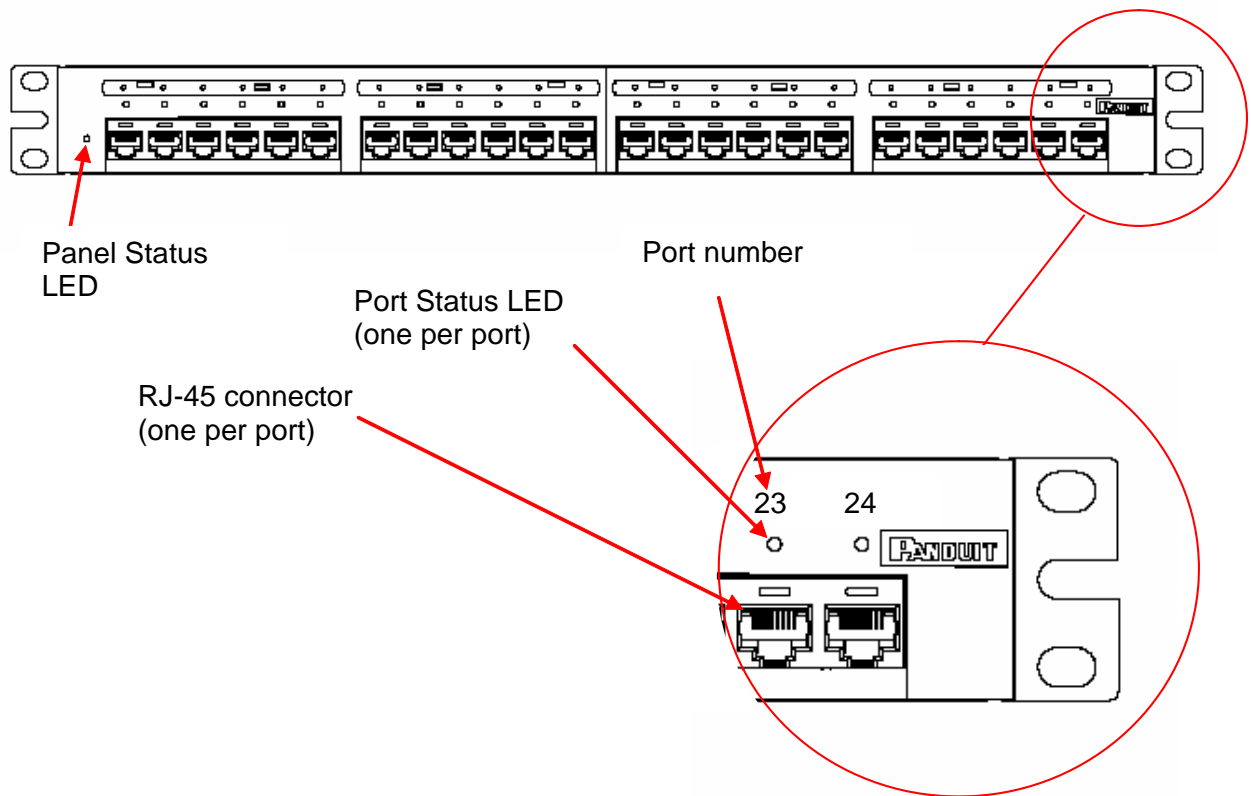 PANDUIT
Panel Status
LED
Port number
Port Status LED
(one per port)
RJ-45 connector
(one per port)
23 24
PANDUIT